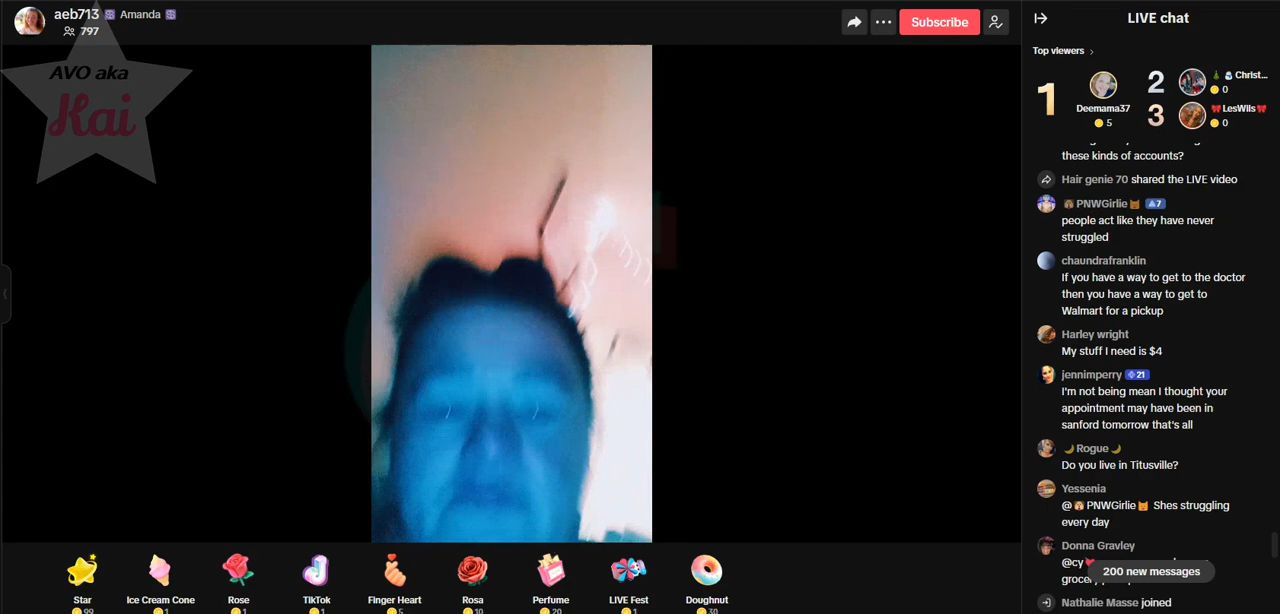 aeb713 Amanda
797
Subscribe
AVO aka
Kai
LIVE chat
Top viewers
1
Deemama37
5
2
Christ...
0
3
LesWils
0
these kinds of accounts?
Hair genie 70 shared the LIVE video
PNWGirlie 7
people act like they have never
struggled
chaundrafranklin
If you have a way to get to the doctor
then you have a way to get to
Walmart for a pickup
Harley wright
My stuff I need is $4
jennimperry 21
I'm not being mean I thought your
appointment may have been in
sanford tomorrow that's all
Rogue
Do you live in Titusville?
Yessenia
@PNWGirlie Shes struggling
every day
Donna Gravley
@cy
200 new messages
Nathalie Masse joined
Star
99
Ice Cream Cone
1
Rose
1
TikTok
1
Finger Heart
5
Rosa
10
Perfume
20
LIVE Fest
1
Doughnut
30